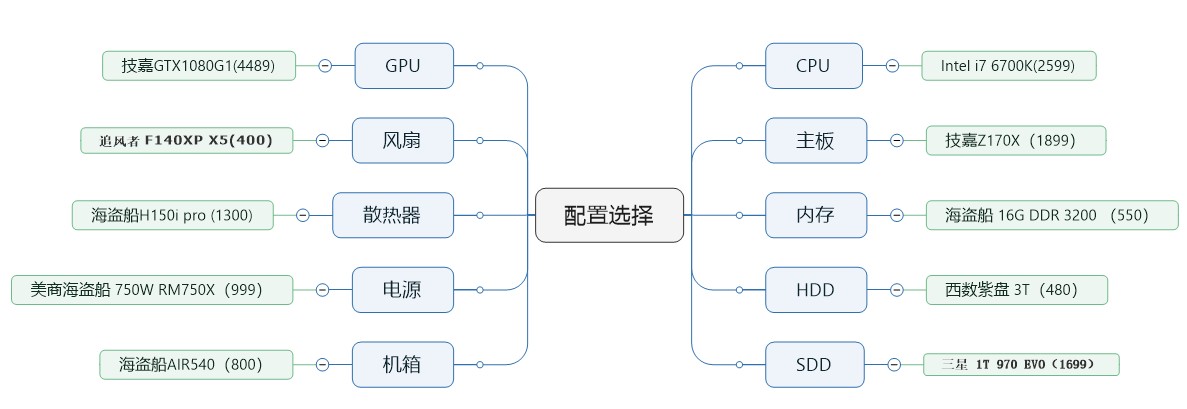 配置选择
GPU
技嘉GTX1080G1(4489)
风扇
追风者 F140XP X5(400)
散热器
海盗船H150i pro (1300)
电源
美商海盗船 750W RM750X（999）
机箱
海盗船AIR540（800）
CPU
Intel i7 6700K(2599)
主板
技嘉Z170X（1899）
内存
海盗船 16G DDR 3200 （550）
HDD
西数紫盘 3T（480）
SDD
三星 1T 970 EVO（1699）